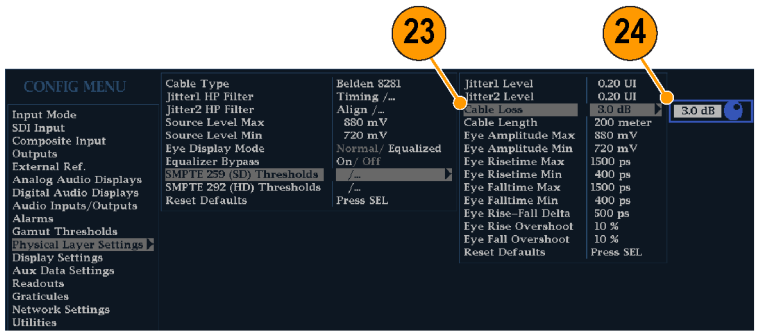 23
24
CONFIG MENU
Input Mode
SDI Input
Composite Input
Outputs
External Ref.
Analog Audio Displays
Digital Audio Displays
Audio Inputs/Outputs
Alarms
Gamut Thresholds
Physical Layer Settings
Display Settings
Aux Data Settings
Readouts
Graticules
Network Settings
Utilities
Cable Type Belden 8281
Jitter1 HP Filter Timing /...
Jitter2 HP Filter Align /...
Source Level Max 880 mV
Source Level Min 720 mV
Eye Display Mode Normal/ Equalized
Equalizer Bypass On/ Off
SMPTE 259 (SD) Thresholds /...
SMPTE 292 (HD) Thresholds /...
Reset Defaults Press SEL
Jitter1 Level 0.20 UI
Jitter2 Level 0.20 UI
Cable Loss 3.0 dB
Cable Length 200 meter
Eye Amplitude Max 880 mV
Eye Amplitude Min 720 mV
Eye Risetime Max 1500 ps
Eye Risetime Min 400 ps
Eye Falltime Max 1500 ps
Eye Falltime Min 400 ps
Eye Rise-Fall Delta 500 ps
Eye Rise Overshoot 10 %
Eye Fall Overshoot 10 %
Reset Defaults Press SEL
3.0 dB